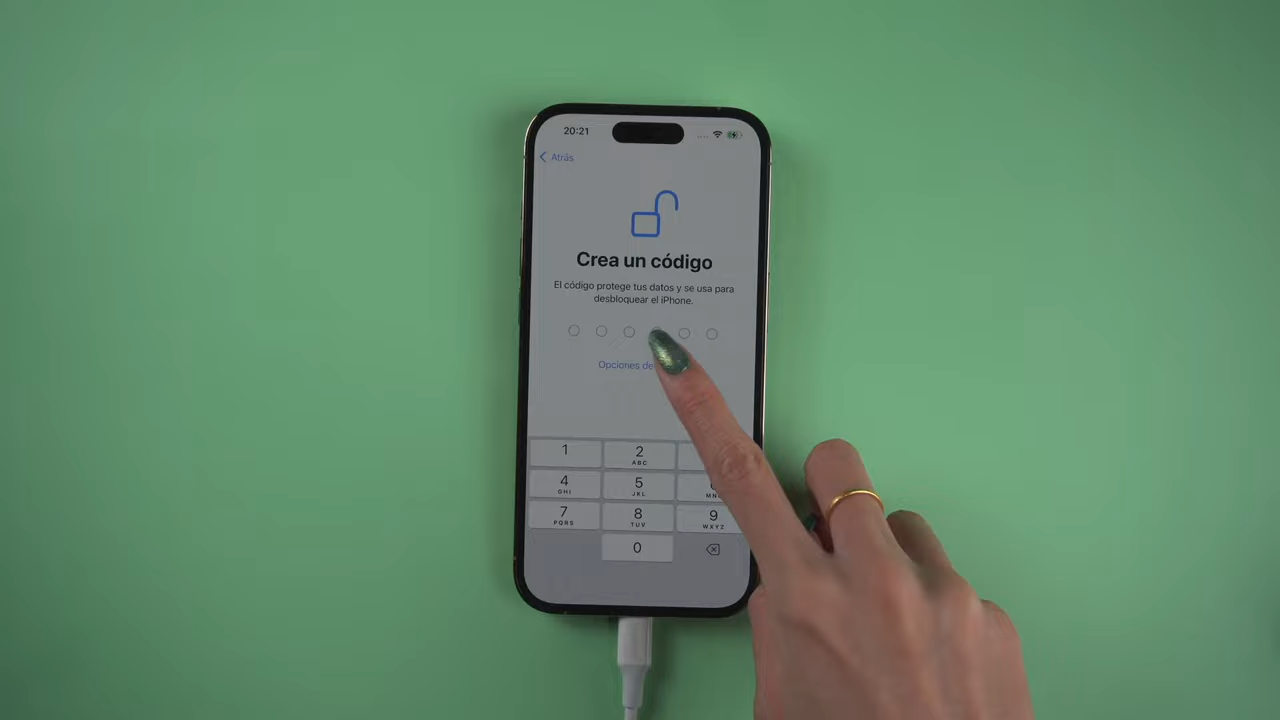 20:21
Atrás
Crea un código
El código protege tus datos y se usa para
desbloquear el iPhone.
Opciones de
1
2
ABC
4
GHI
5
JKL
MN
7
PQRS
8
TUV
9
WXYZ
0